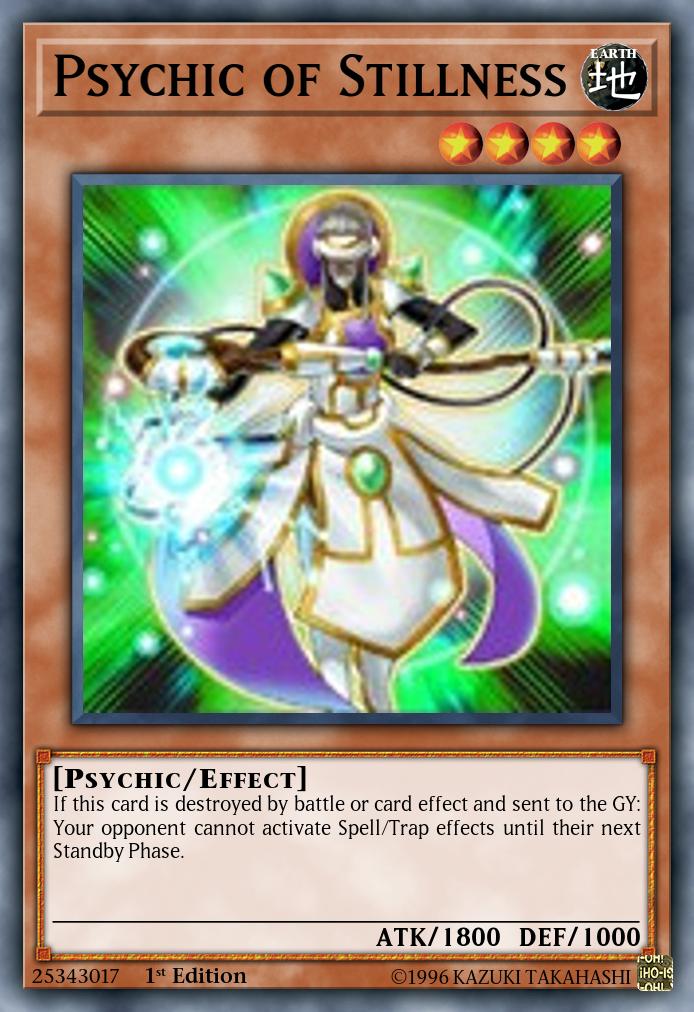 Psychic of Stillness
EARTH
地
[Psychic/Effect]
If this card is destroyed by battle or card effect and sent to the GY:
Your opponent cannot activate Spell/Trap effects until their next
Standby Phase.
ATK/1800 DEF/1000
25343017 1st Edition ©1996 KAZUKI TAKAHASHI